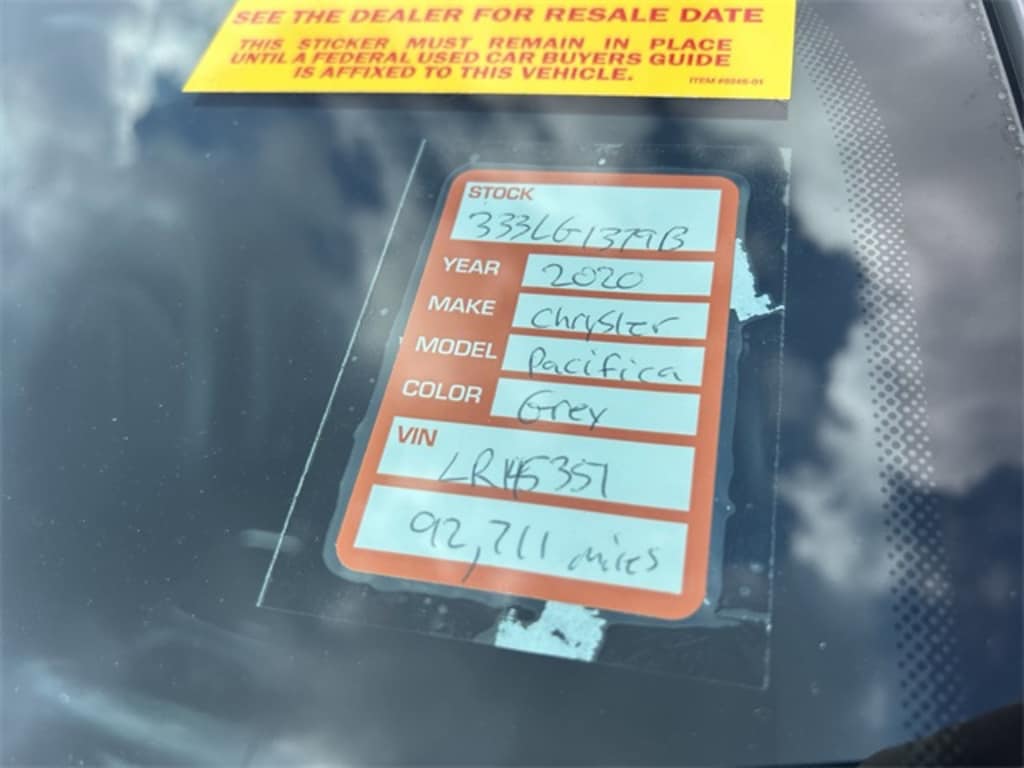 SEE THE DEALER FOR RESALE DATE
THIS STICKER MUST REMAIN IN PLACE
UNTIL A FEDERAL USED CAR BUYERS GUIDE
IS AFFIXED TO THIS VEHICLE.
STOCK
333LG1379B
YEAR 2020
MAKE Chrysler
MODEL Pacifica
COLOR Grey
VIN
LR145357
92,711 miles